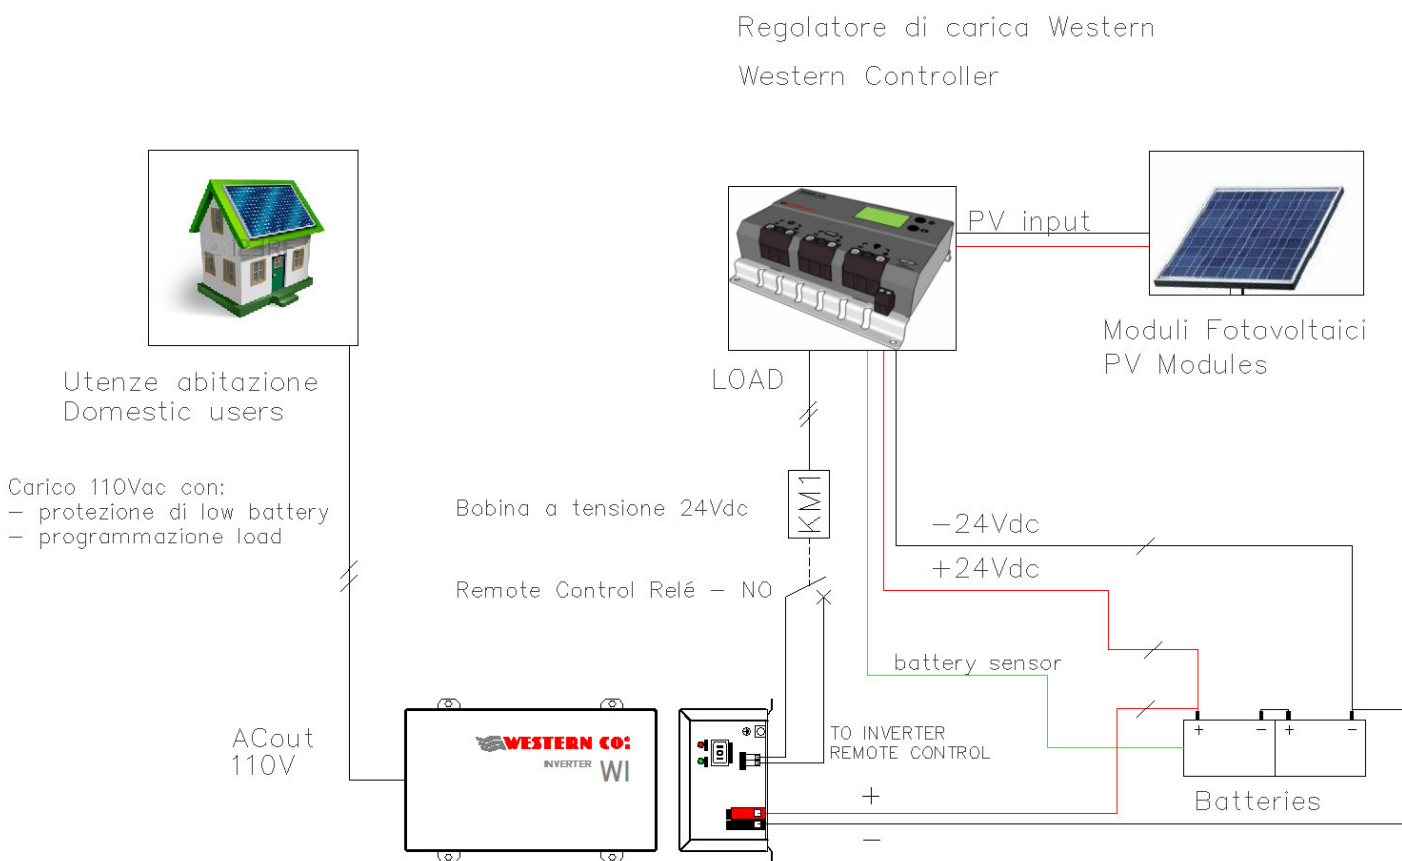 Regolatore di carica Western
Western Controller
PV input
Moduli Fotovoltaici
PV Modules
LOAD
Utenze abitazione
Domestic users
Carico 110Vac con:
– protezione di low battery
– programmazione load
Bobina a tensione 24Vdc
KM1
–24Vdc
+24Vdc
Remote Control Relé – NO
battery sensor
ACout
110V
WESTERN CO:
INVERTER WI
TO INVERTER
REMOTE CONTROL
+ – + –
Batteries
+
–